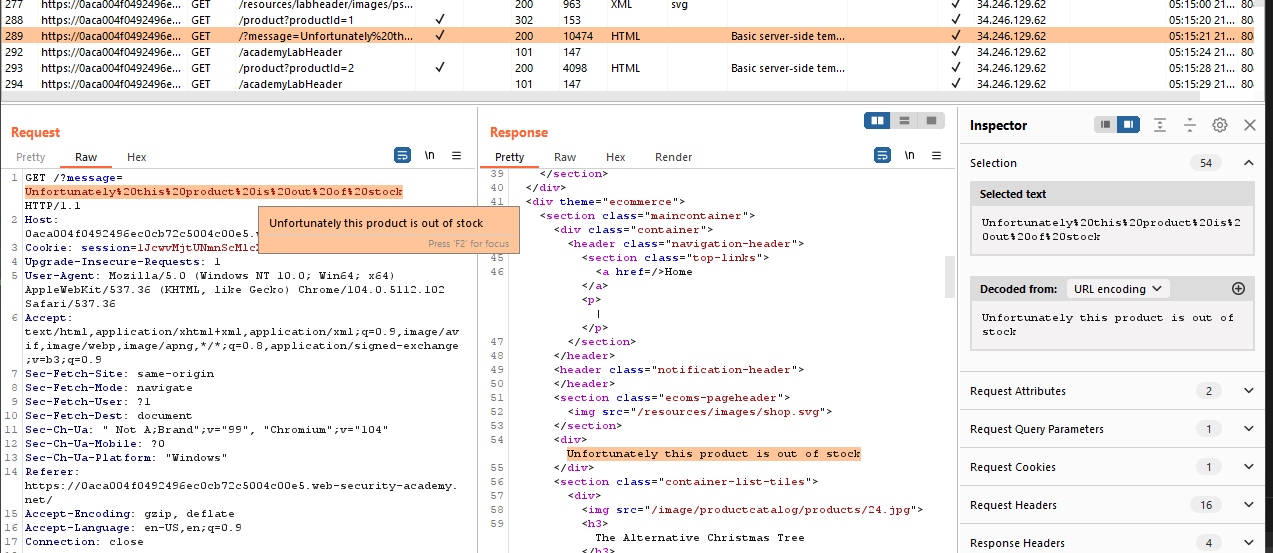 277 https://0aca004f0492496e... GET /resources/labheader/images/ps... 200 963 XML svg ✓ 34.246.129.62 05:15:00 21... 80
288 https://0aca004f0492496e... GET /product?productId=1 ✓ 302 153 ✓ 34.246.129.62 05:15:20 21... 80
289 https://0aca004f0492496e... GET /?message=Unfortunately%20th... ✓ 200 10474 HTML Basic server-side tem... ✓ 34.246.129.62 05:15:21 21... 80
292 https://0aca004f0492496e... GET /academyLabHeader 101 147 ✓ 34.246.129.62 05:15:24 21... 80
293 https://0aca004f0492496e... GET /product?productId=2 ✓ 200 4098 HTML Basic server-side tem... ✓ 34.246.129.62 05:15:28 21... 80
294 https://0aca004f0492496e... GET /academyLabHeader 101 147 ✓ 34.246.129.62 05:15:29 21... 80
Request
Pretty Raw Hex \n
1 GET /?message=
Unfortunately%20this%20product%20is%20out%20of%20stock
HTTP/1.1
2 Host:
0aca004f0492496ec0cb72c5004c00e5.
3 Cookie: session=
4 Upgrade-Insecure-Requests: 1
5 User-Agent: Mozilla/5.0 (Windows NT 10.0; Win64; x64)
AppleWebKit/537.36 (KHTML, like Gecko) Chrome/104.0.5112.102
Safari/537.36
6 Accept:
text/html,application/xhtml+xml,application/xml;q=0.9,image/av
if,image/webp,image/apng,*/*;q=0.8,application/signed-exchange
;v=b3;q=0.9
7 Sec-Fetch-Site: same-origin
8 Sec-Fetch-Mode: navigate
9 Sec-Fetch-User: ?1
10 Sec-Fetch-Dest: document
11 Sec-Ch-Ua: " Not A;Brand";v="99", "Chromium";v="104"
12 Sec-Ch-Ua-Mobile: ?0
13 Sec-Ch-Ua-Platform: "Windows"
14 Referer:
https://0aca004f0492496ec0cb72c5004c00e5.web-security-academy.
net/
15 Accept-Encoding: gzip, deflate
16 Accept-Language: en-US,en;q=0.9
17 Connection: close
Unfortunately this product is out of stock
Press 'F2' for focus
Response
Pretty Raw Hex Render \n
39 </section>
40 </div>
41 <div theme="ecommerce">
42 <section class="maincontainer">
43 <div class="container">
44 <header class="navigation-header">
45 <section class="top-links">
46 <a href=/>Home
</a>
<p>
|
</p>
47 </section>
48 </header>
49 <header class="notification-header">
50 </header>
51 <section class="ecoms-pageheader">
52 <img src="/resources/images/shop.svg">
53 </section>
54 <div>
Unfortunately this product is out of stock
55 </div>
56 <section class="container-list-tiles">
57 <div>
58 <img src="/image/productcatalog/products/24.jpg">
59 <h3>
The Alternative Christmas Tree
</h3>
Inspector
Selection 54
Selected text
Unfortunately%20this%20product%20is%2
0out%20of%20stock
Decoded from: URL encoding
Unfortunately this product is out of
stock
Request Attributes 2
Request Query Parameters 1
Request Cookies 1
Request Headers 16
Response Headers 4